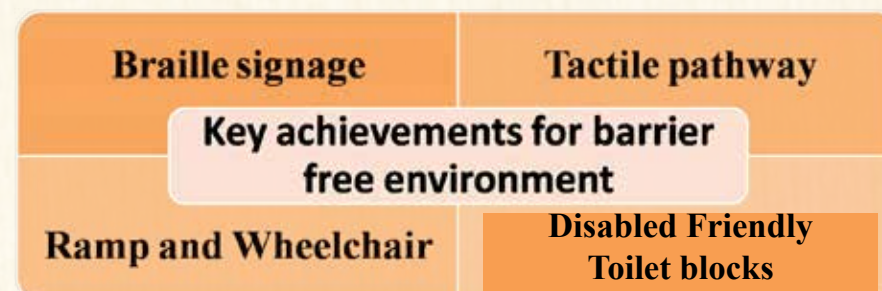 Braille signage
Tactile pathway
Key achievements for barrier
free environment
Ramp and Wheelchair
Disabled Friendly
Toilet blocks